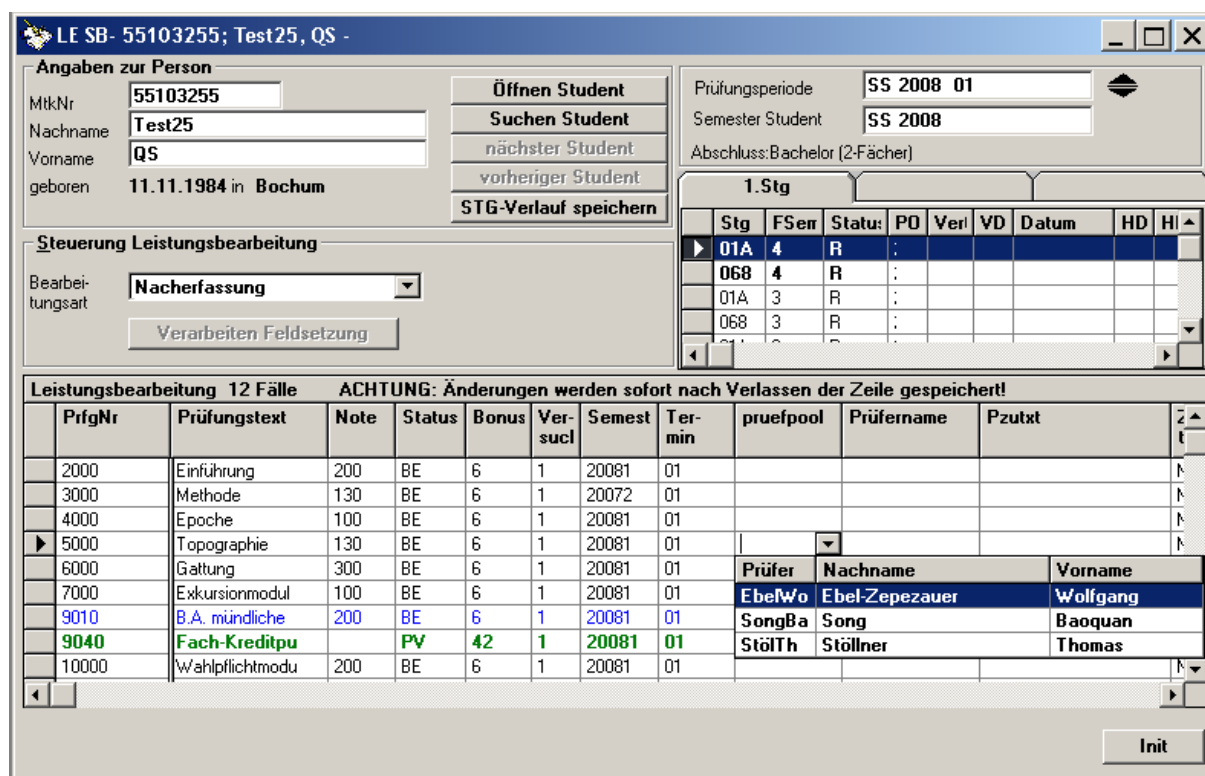 LE SB- 55103255; Test25, QS -
Angaben zur Person
MtkNr 55103255
Nachname Test25
Vorname QS
geboren 11.11.1984 in Bochum
Öffnen Student
Suchen Student
nächster Student
vorheriger Student
STG-Verlauf speichern
Prüfungsperiode SS 2008 01
Semester Student SS 2008
Abschluss:Bachelor (2-Fächer)
1.Stg
Stg FSem Status PO Verl VD Datum HD
01A 4 R
068 4 R
01A 3 R
068 3 R
Steuerung Leistungsbearbeitung
Bearbei-
tungsart Nacherfassung
Verarbeiten Feldsetzung
Leistungsbearbeitung 12 Fälle ACHTUNG: Änderungen werden sofort nach Verlassen der Zeile gespeichert!
PrfgNr Prüfungstext Note Status Bonus Ver- Semest Ter- pruefpool Prüfername Pzutxt
sucl min
2000 Einführung 200 BE 6 1 20081 01
3000 Methode 130 BE 6 1 20072 01
4000 Epoche 100 BE 6 1 20081 01
5000 Topographie 130 BE 6 1 20081 01
6000 Gattung 300 BE 6 1 20081 01
7000 Exkursionmodul 100 BE 6 1 20081 01
9010 B.A. mündliche 200 BE 6 1 20081 01
9040 Fach-Kreditpu PV 42 1 20081 01
10000 Wahlpflichtmodu 200 BE 6 1 20081 01
Prüfer Nachname Vorname
EbelWo Ebel-Zepezauer Wolfgang
SongBa Song Baoquan
StölTh Stöllner Thomas
Init